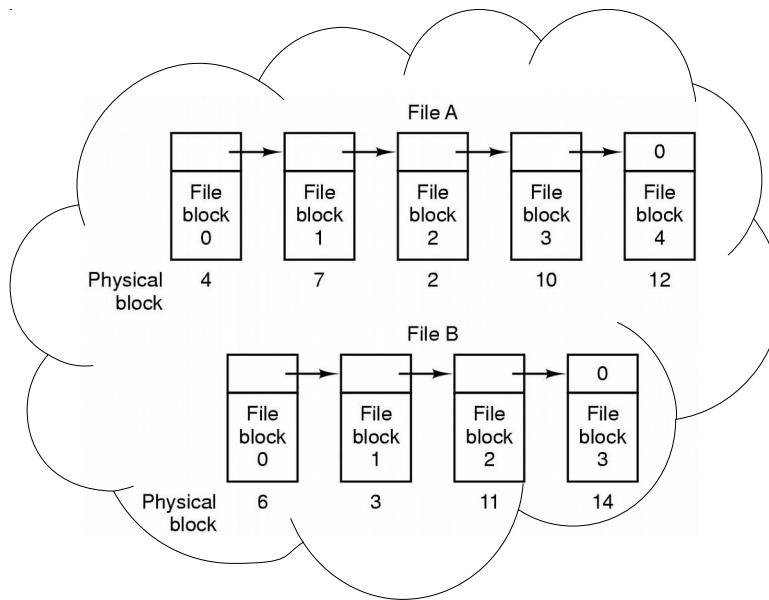 File A
0
File block 0
File block 1
File block 2
File block 3
File block 4
Physical block
4 7 2 10 12
File B
0
File block 0
File block 1
File block 2
File block 3
Physical block
6 3 11 14